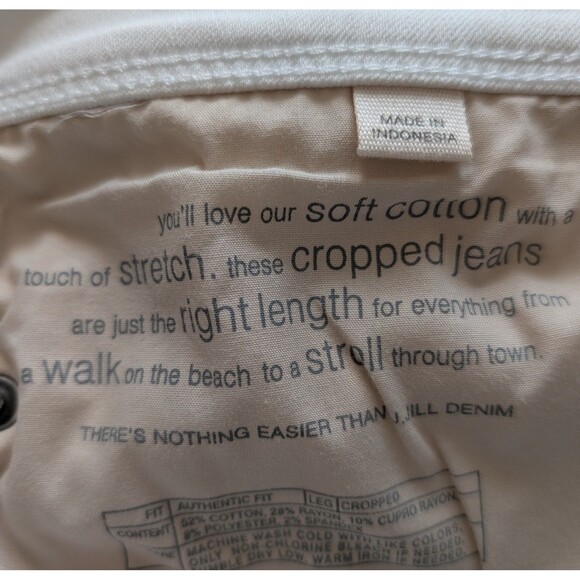 MADE IN
INDONESIA
you'll love our soft cotton with a
touch of stretch. these cropped jeans
are just the right length for everything from
a walk on the beach to a stroll through town.
THERE'S NOTHING EASIER THAN J.JILL DENIM
FIT AUTHENTIC FIT LEG CROPPED
CONTENT 52% COTTON, 28% RAYON, 10% CUPRO RAYON,
8% POLYESTER, 2% SPANDEX
MACHINE WASH COLD WITH LIKE COLORS.
ONLY NON-CHLORINE BLEACH IF NEEDED.
TUMBLE DRY LOW. WARM IRON IF NEEDED.